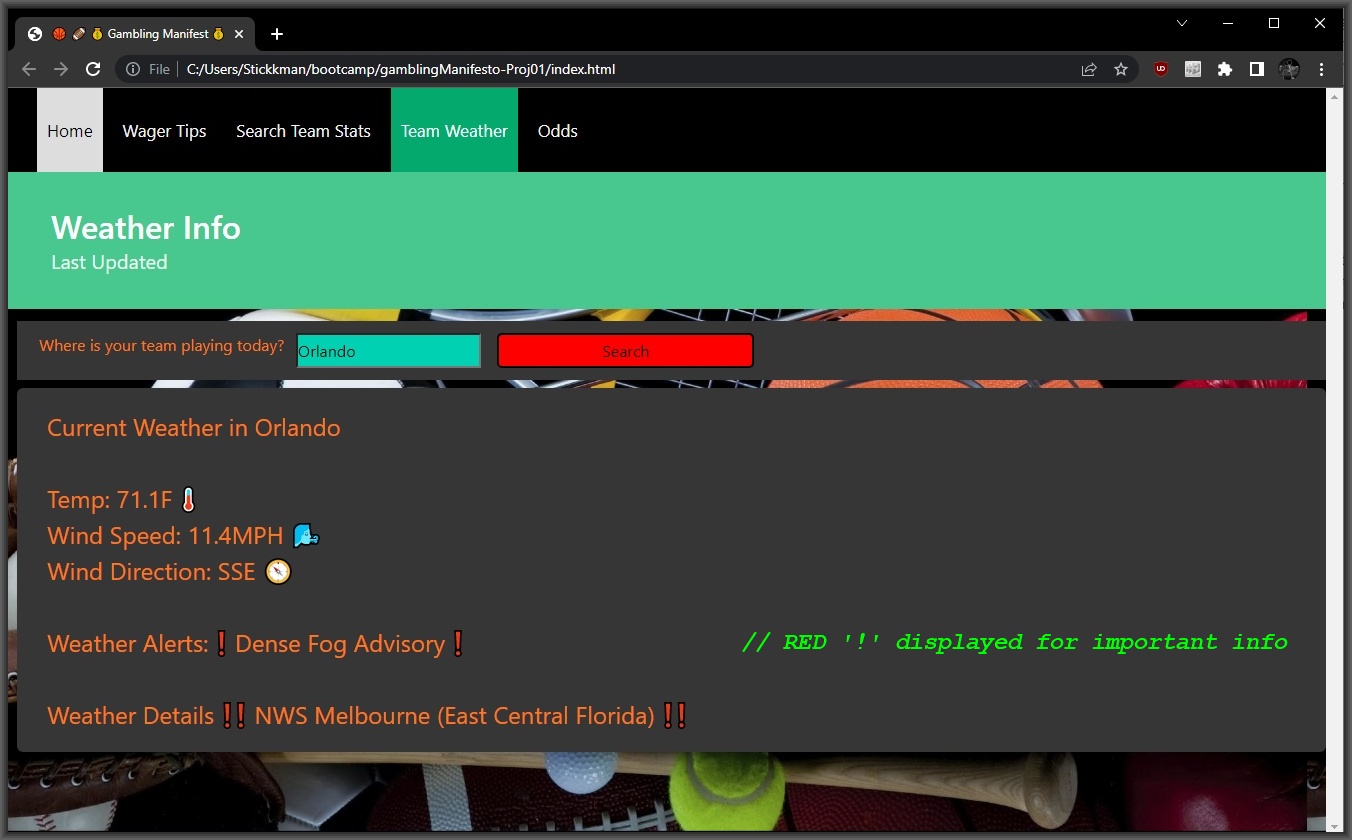 🏀 🏈 💰 Gambling Manifest 💰
File
C:/Users/Stickkman/bootcamp/gamblingManifesto-Proj01/index.html
Home Wager Tips Search Team Stats Team Weather Odds
Weather Info
Last Updated
Where is your team playing today? Orlando Search
Current Weather in Orlando
Temp: 71.1F 🌡️
Wind Speed: 11.4MPH 🌬️
Wind Direction: SSE 🧭
Weather Alerts:❗Dense Fog Advisory❗
// RED '!' displayed for important info
Weather Details ‼️ NWS Melbourne (East Central Florida) ‼️